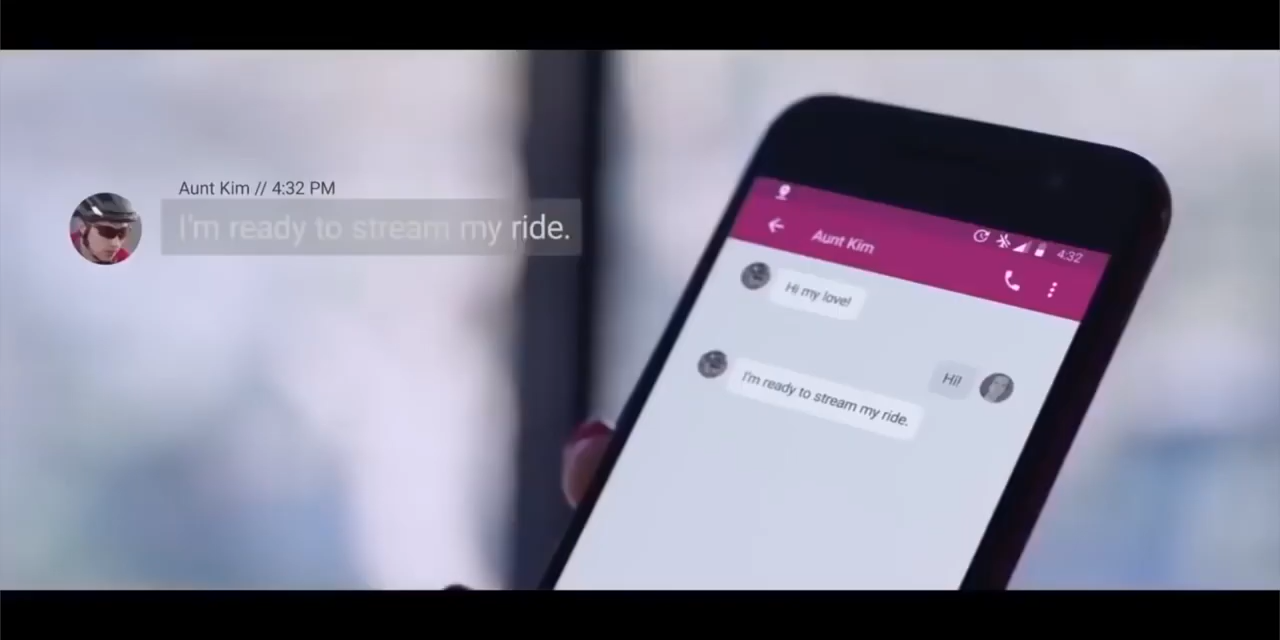 Aunt Kim // 4:32 PM
I'm ready to stream my ride.
4:32
Aunt Kim
Hi my love!
Hi!
I'm ready to stream my ride.